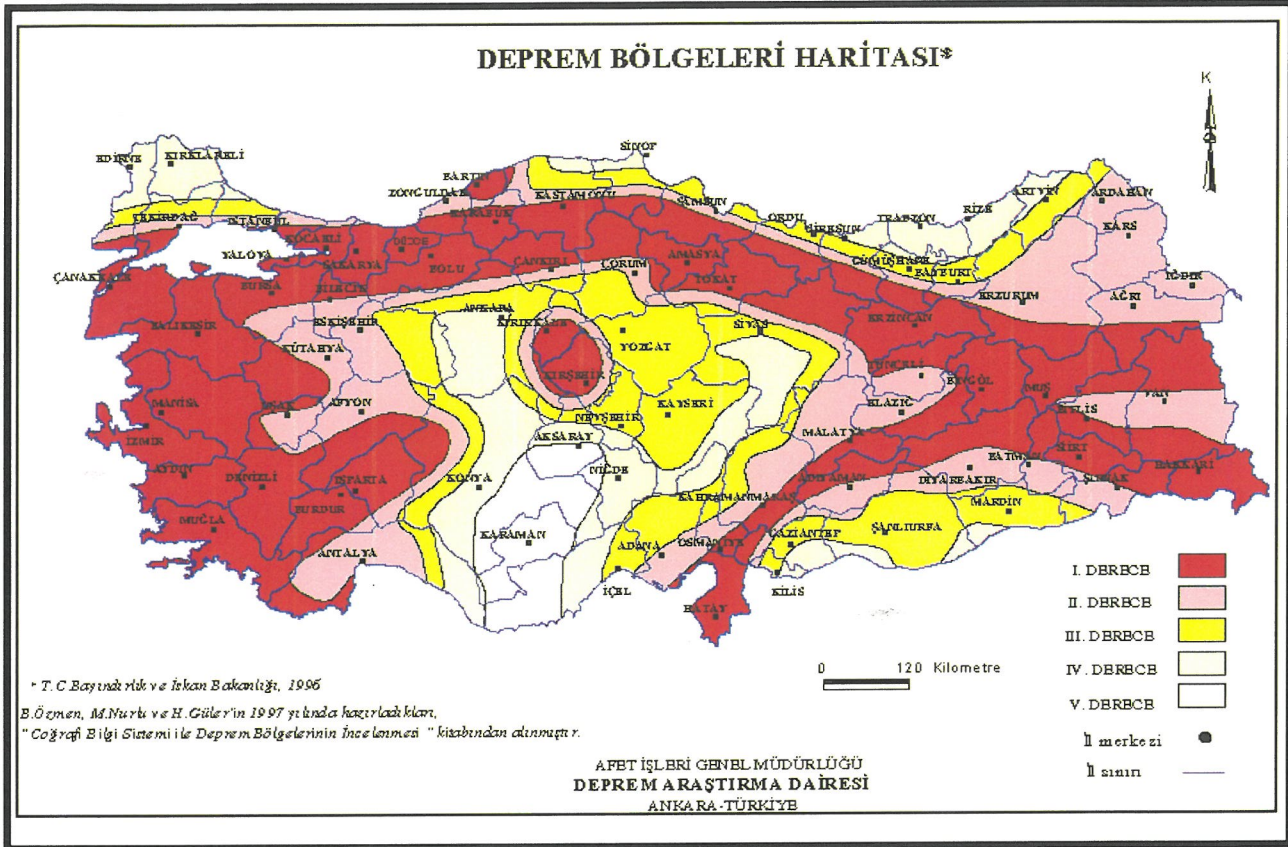 DEPREM BÖLGELERİ HARİTASI*
K
EDİRNE
KIRKLARELİ
TEKİRDAĞ
İSTANBUL
YALOVA
KOCAELİ
SAKARYA
DÜZCE
BOLU
ZONGULDAK
BARTIN
KARABÜK
KASTAMONU
SİNOP
SAMSUN
ORDU
GİRESUN
TRABZON
RİZE
ARTVİN
ARDAHAN
KARS
IĞDIR
AĞRI
ERZURUM
BAYBURT
GÜMÜŞHANE
ÇANAKKALE
BURSA
BİLECİK
ÇANKIRI
ÇORUM
AMASYA
TOKAT
ERZİNCAN
BALIKESİR
ESKİŞEHİR
KÜTAHYA
ANKARA
KIRIKKALE
YOZGAT
SİVAS
TUNCELİ
BİNGÖL
MUŞ
BİTLİS
VAN
MANİSA
UŞAK
AFYON
KIRŞEHİR
NEVŞEHİR
KAYSERİ
ELAZIĞ
MALATYA
İZMİR
AYDIN
DENİZLİ
ISPARTA
BURDUR
KONYA
AKSARAY
NİĞDE
KAHRAMANMARAŞ
ADIYAMAN
DİYARBAKIR
BATMAN
SİİRT
ŞIRNAK
HAKKARİ
MARDİN
MUĞLA
ANTALYA
KARAMAN
İÇEL
ADANA
OSMANİYE
GAZİANTEP
ŞANLIURFA
KİLİS
HATAY
I. DERECE
II. DERECE
III. DERECE
IV. DERECE
V. DERECE
İl merkezi
İl sınırı
0 120 Kilometre
* T.C.Bayındırlık ve İskan Bakanlığı, 1996
B.Özmen, M.Nurlu ve H.Güler'in 1997 yılında hazırladıkları,
"Coğrafi Bilgi Sistemi ile Deprem Bölgelerinin İncelenmesi " kitabından alınmıştır.
AFET İŞLERİ GENEL MÜDÜRLÜĞÜ
DEPREM ARAŞTIRMA DAİRESİ
ANKARA-TÜRKİYE